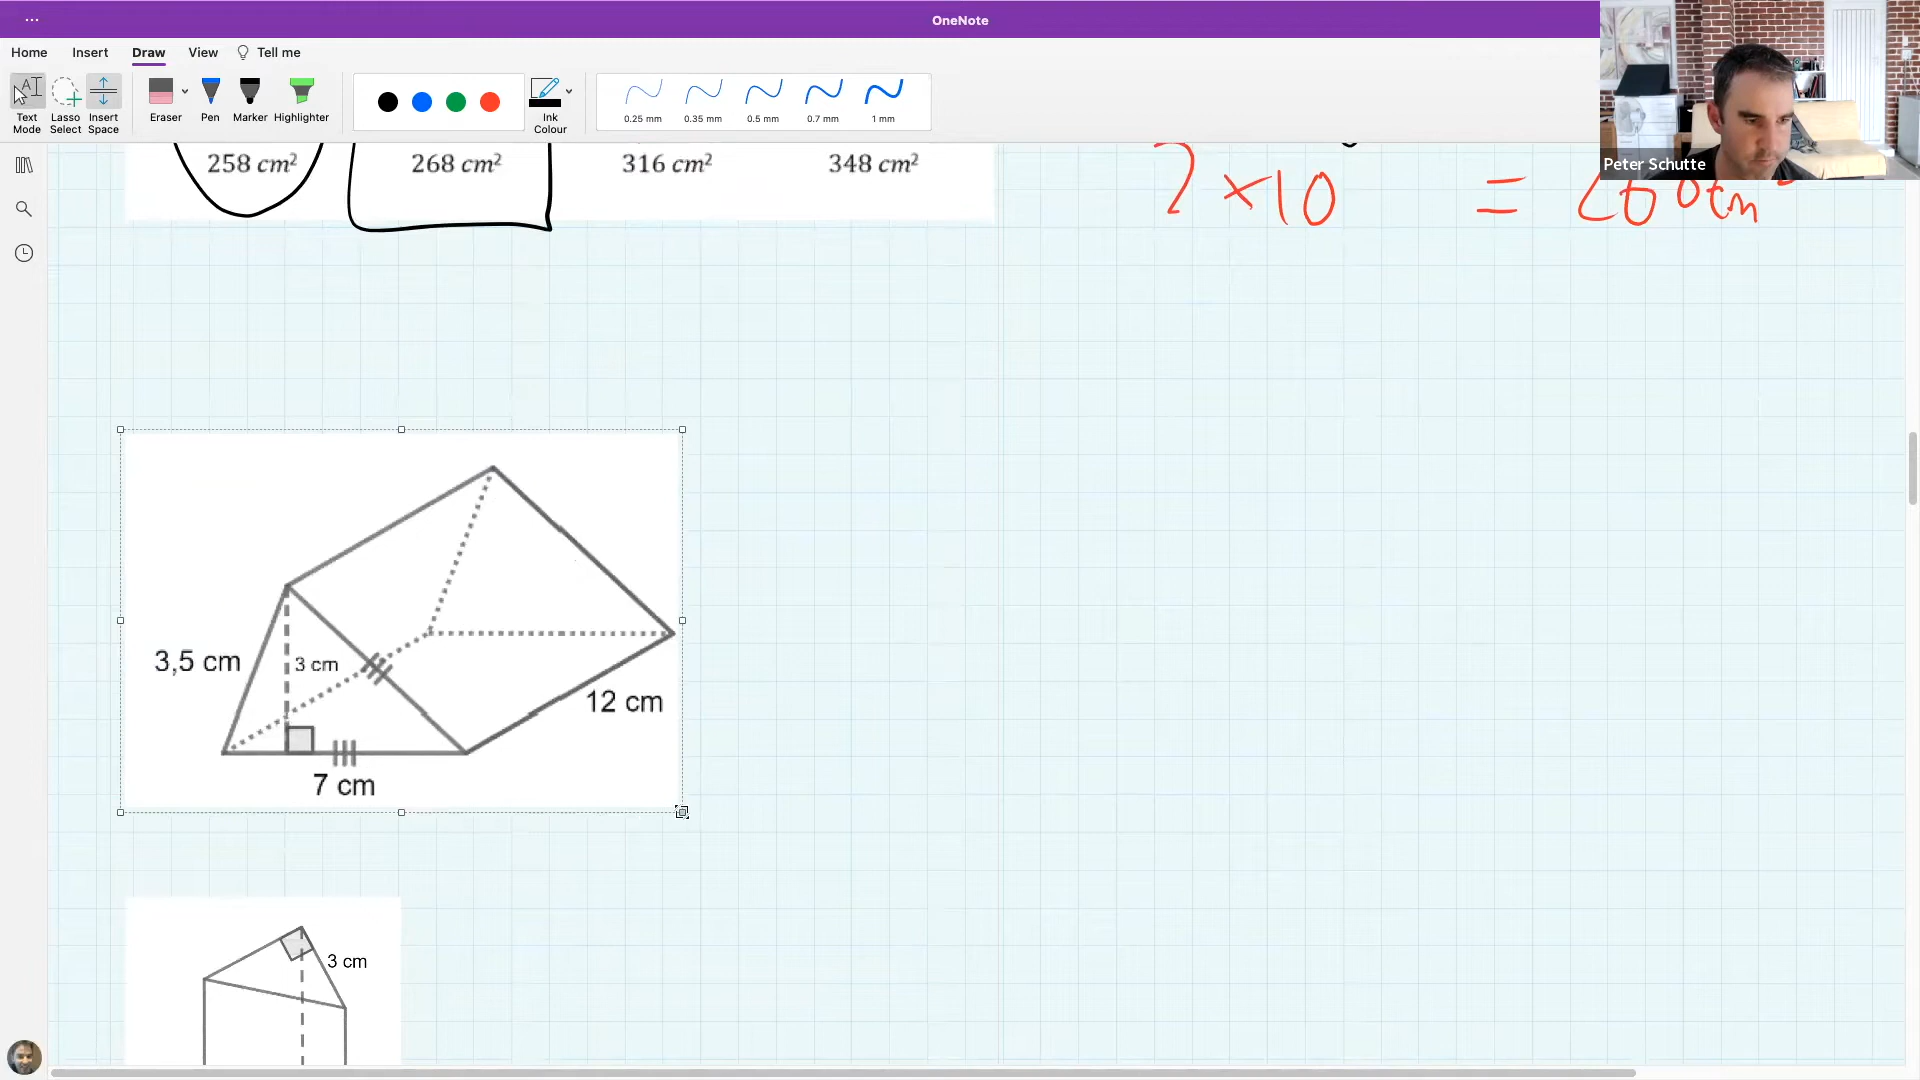 OneNote
Home Insert Draw View Tell me
Text Mode
Lasso Select
Insert Space
Eraser
Pen
Marker
Highlighter
Ink Colour
0.25 mm
0.35 mm
0.5 mm
0.7 mm
1 mm
Peter Schutte
258 cm²
268 cm²
316 cm²
348 cm²
× 10 =
3,5 cm
3 cm
12 cm
7 cm
3 cm